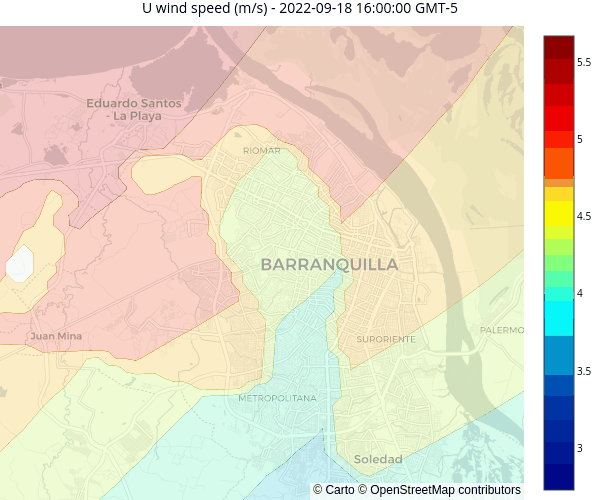 U wind speed (m/s) - 2022-09-18 16:00:00 GMT-5
5.5
Eduardo Santos
- La Playa
5
RIOMAR
4.5
BARRANQUILLA
4
Juan Mina
SURORIENTE
PALERMO
3.5
METROPOLITANA
Soledad
3
© Carto © OpenStreetMap contributors